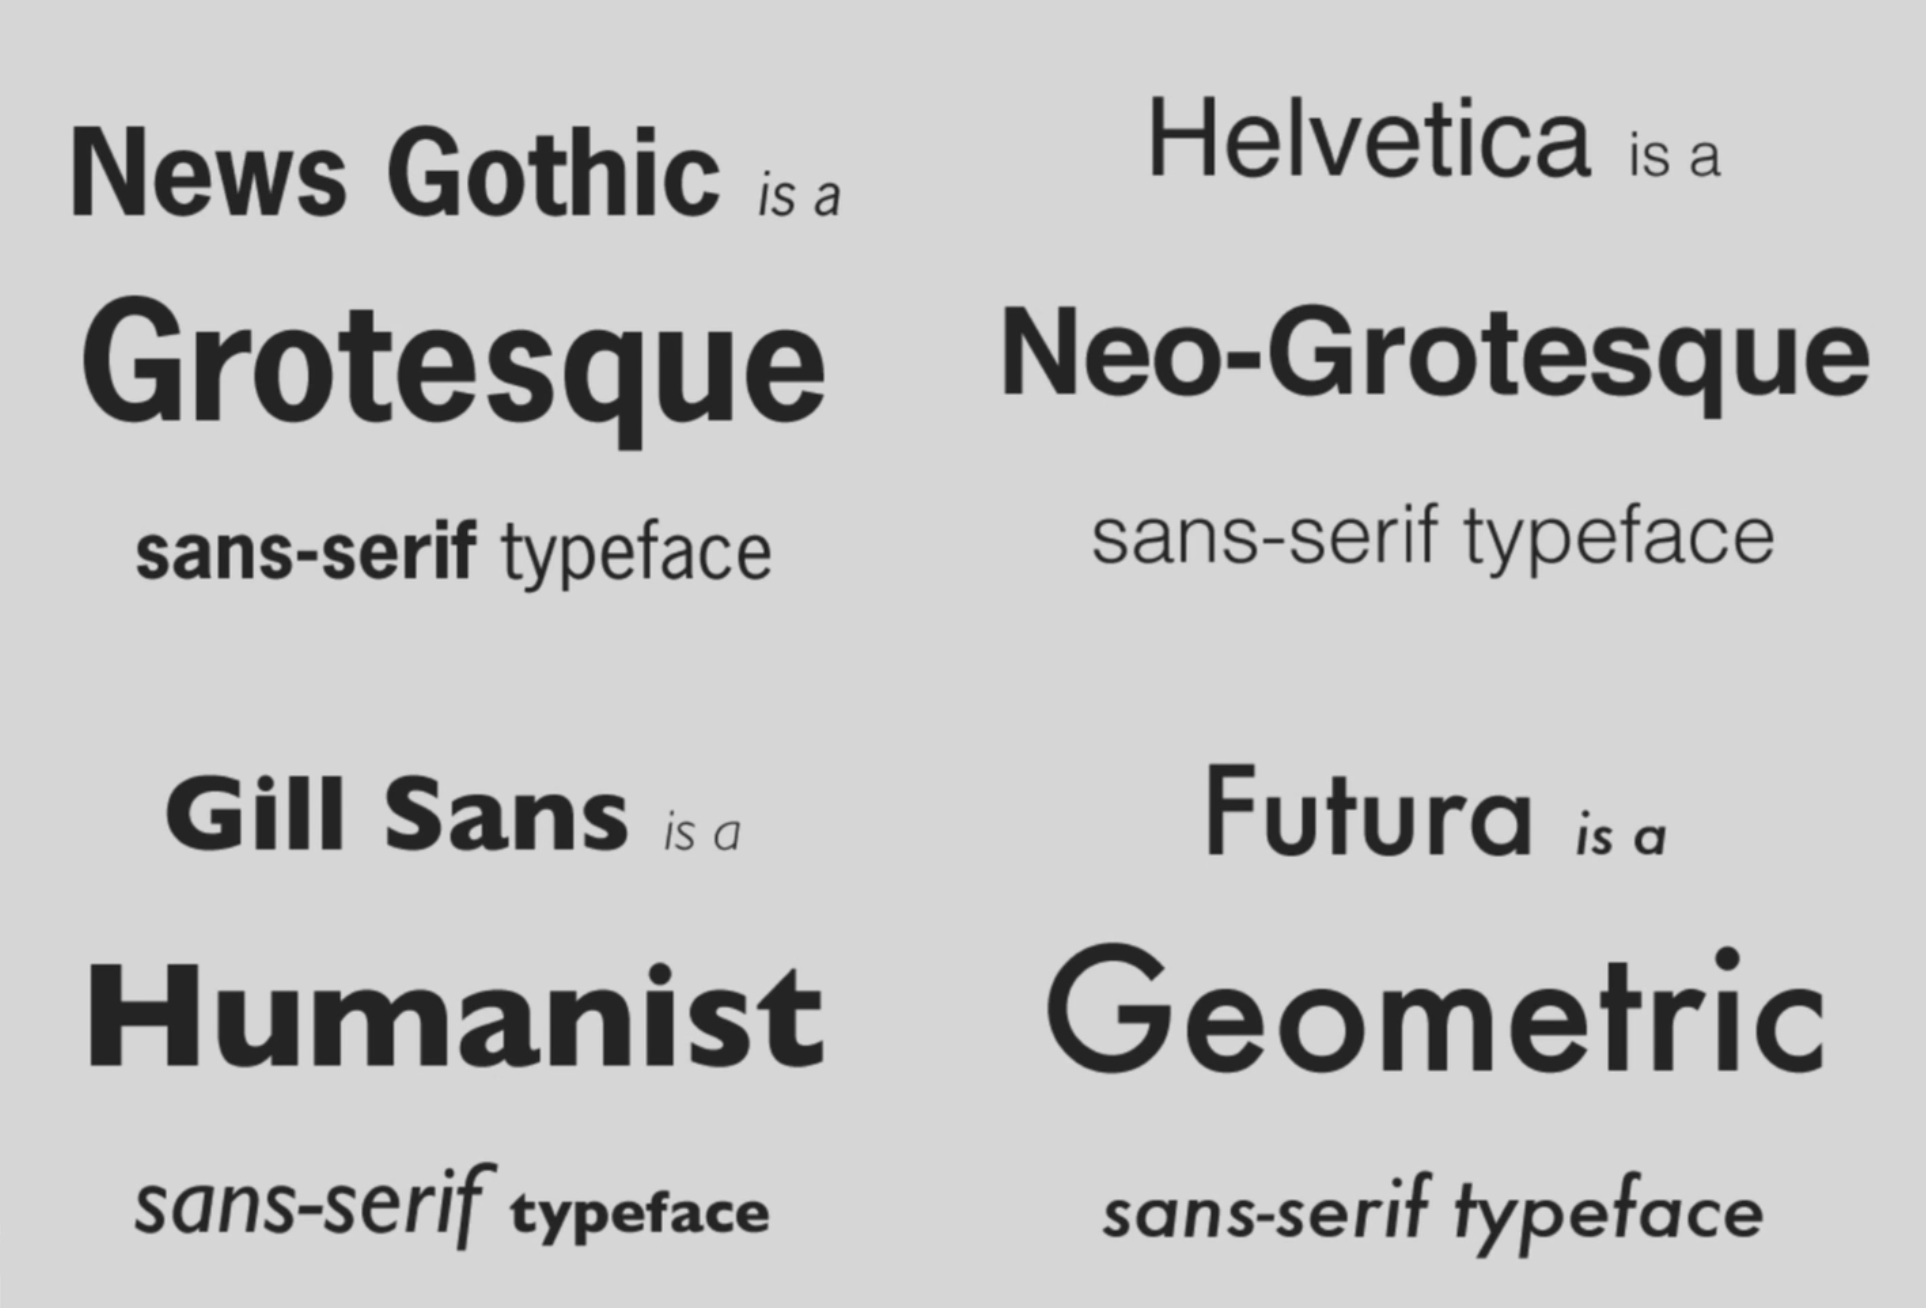 News Gothic is a
Grotesque
sans-serif typeface
Helvetica is a
Neo-Grotesque
sans-serif typeface
Gill Sans is a
Humanist
sans-serif typeface
Futura is a
Geometric
sans-serif typeface